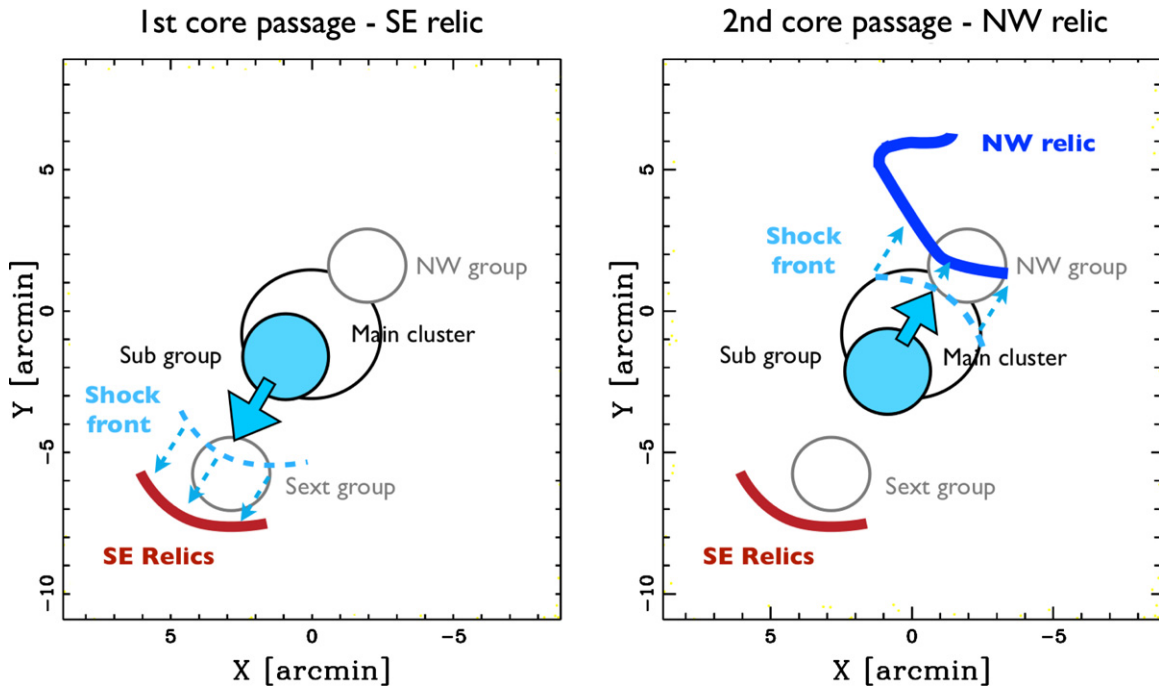 1st core passage - SE relic
5
0
-5
-10
Y [arcmin]
NW group
Main cluster
Sub group
Shock
front
Sext group
SE Relics
5
0
-5
X [arcmin]
2nd core passage - NW relic
5
0
-5
-10
Y [arcmin]
NW relic
Shock
front
NW group
Sub group
Main cluster
Sext group
SE Relics
5
0
-5
X [arcmin]